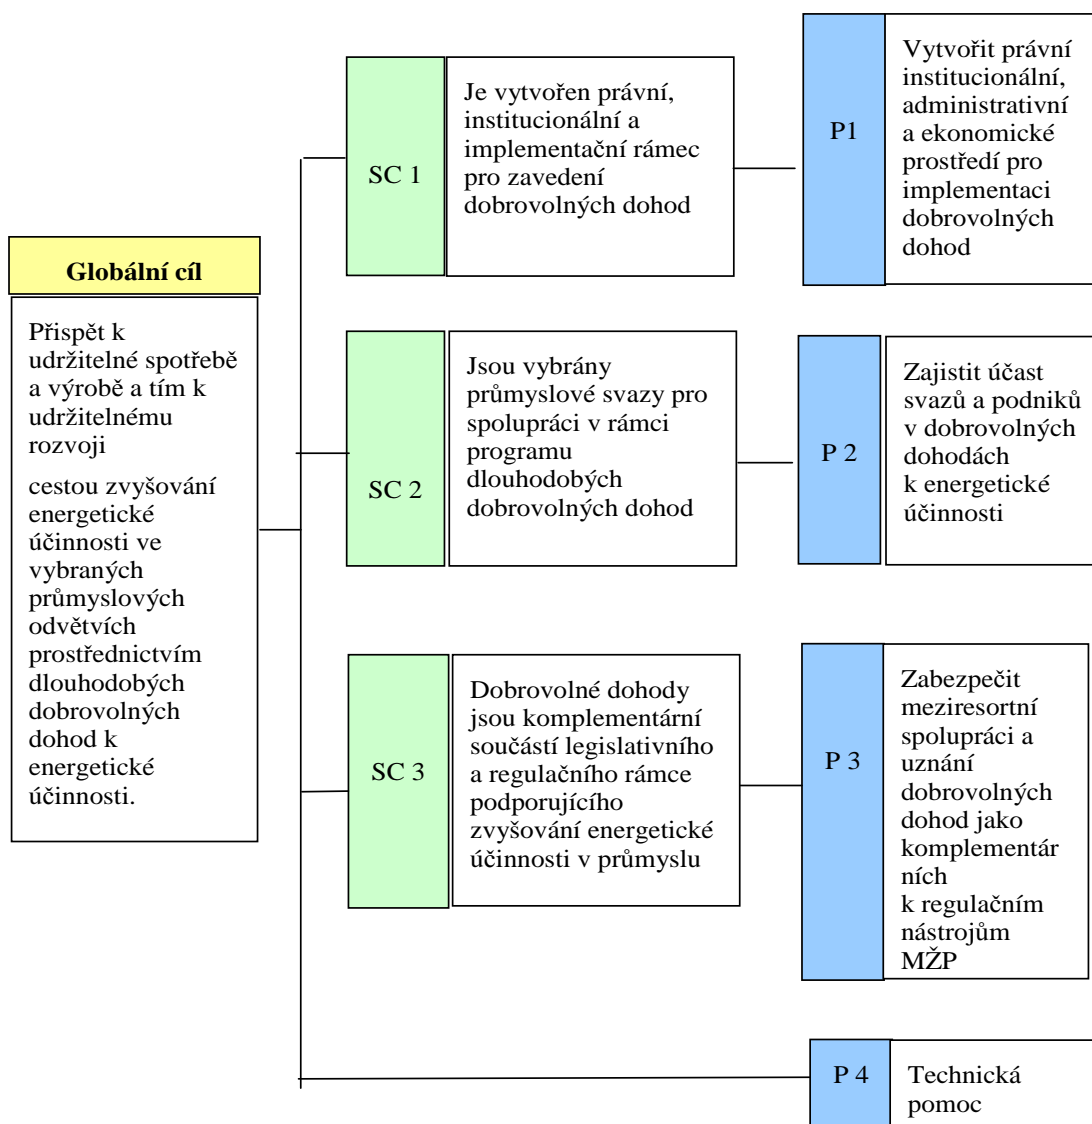 Globální cíl
Přispět k
udržitelné spotřebě
a výrobě a tím k
udržitelnému
rozvoji
cestou zvyšování
energetické
účinnosti ve
vybraných
průmyslových
odvětvích
prostřednictvím
dlouhodobých
dobrovolných
dohod k
energetické
účinnosti.
SC 1
Je vytvořen právní,
institucionální a
implementační rámec
pro zavedení
dobrovolných dohod
P1
Vytvořit právní
institucionální,
administrativní
a ekonomické
prostředí pro
implementaci
dobrovolných
dohod
SC 2
Jsou vybrány
průmyslové svazy pro
spolupráci v rámci
programu
dlouhodobých
dobrovolných dohod
P 2
Zajistit účast
svazů a podniků
v dobrovolných
dohodách
k energetické
účinnosti
SC 3
Dobrovolné dohody
jsou komplementární
součástí legislativního
a regulačního rámce
podporujícího
zvyšování energetické
účinnosti v průmyslu
P 3
Zabezpečit
meziresortní
spolupráci a
uznání
dobrovolných
dohod jako
komplementár
ních
k regulačním
nástrojům
MŽP
P 4
Technická
pomoc